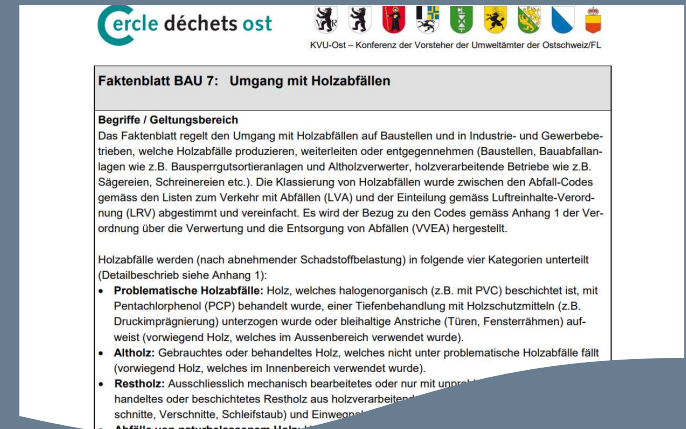 Cercle déchets ost
KVU-Ost – Konferenz der Vorsteher der Umweltämter der Ostschweiz/FL
Faktenblatt BAU 7: Umgang mit Holzabfällen
Begriffe / Geltungsbereich
Das Faktenblatt regelt den Umgang mit Holzabfällen auf Baustellen und in Industrie- und Gewerbebe-
trieben, welche Holzabfälle produzieren, weiterleiten oder entgegennehmen (Baustellen, Bauabfallan-
lagen wie z.B. Bausperrgutsortieranlagen und Altholzverwerter, holzverarbeitende Betriebe wie z.B.
Sägereien, Schreinereien etc.). Die Klassierung von Holzabfällen wurde zwischen den Abfall-Codes
gemäss den Listen zum Verkehr mit Abfällen (LVA) und der Einteilung gemäss Luftreinhalte-Verord-
nung (LRV) abgestimmt und vereinfacht. Es wird der Bezug zu den Codes gemäss Anhang 1 der Ver-
ordnung über die Verwertung und die Entsorgung von Abfällen (VVEA) hergestellt.
Holzabfälle werden (nach abnehmender Schadstoffbelastung) in folgende vier Kategorien unterteilt
(Detailbeschrieb siehe Anhang 1):
• Problematische Holzabfälle: Holz, welches halogenorganisch (z.B. mit PVC) beschichtet ist, mit
Pentachlorphenol (PCP) behandelt wurde, einer Tiefenbehandlung mit Holzschutzmitteln (z.B.
Druckimprägnierung) unterzogen wurde oder bleihaltige Anstriche (Türen, Fensterrähmen) auf-
weist (vorwiegend Holz, welches im Aussenbereich verwendet wurde).
• Altholz: Gebrauchtes oder behandeltes Holz, welches nicht unter problematische Holzabfälle fällt
(vorwiegend Holz, welches im Innenbereich verwendet wurde).
• Restholz: Ausschliesslich mechanisch bearbeitetes oder nur mit
handeltes oder beschichtetes Restholz aus
schnitte, Verschnitte, Schleifstaub) und
• Abfälle von naturbelassenem Holz: